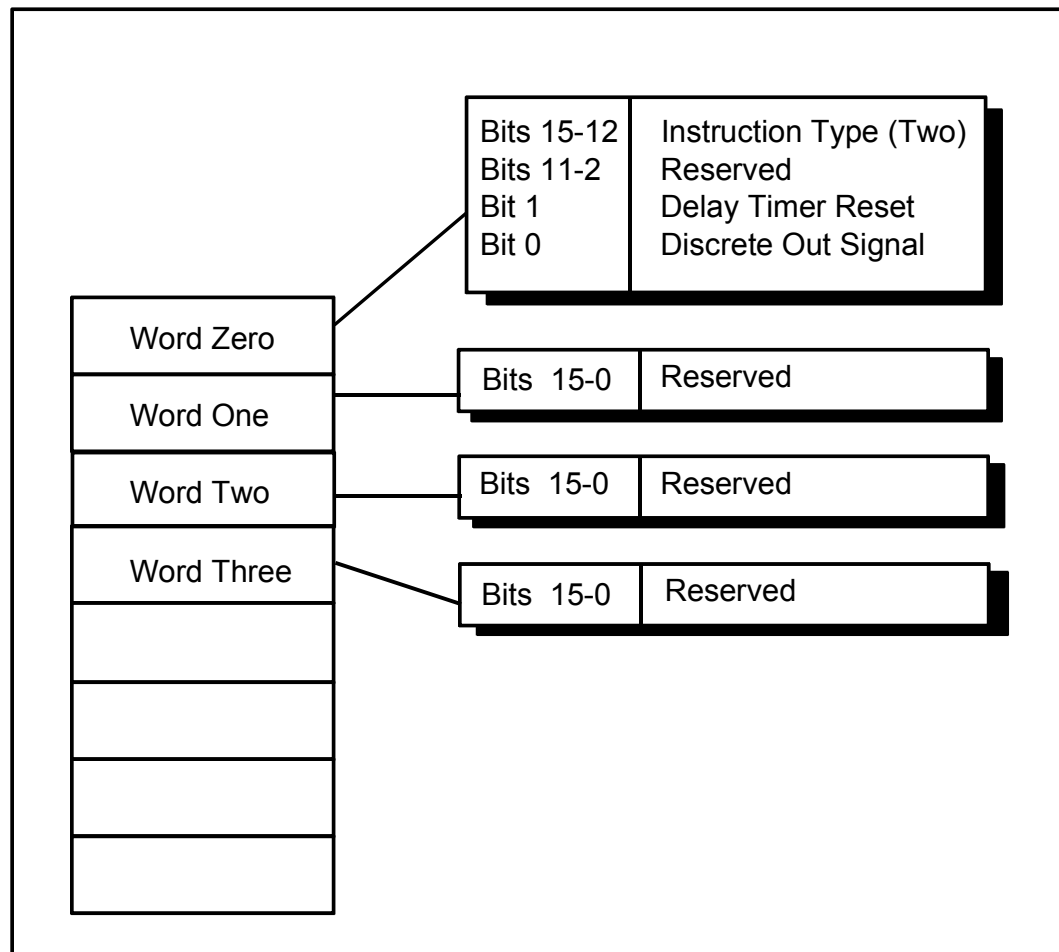 Bits 15-12 Instruction Type (Two)
Bits 11-2 Reserved
Bit 1 Delay Timer Reset
Bit 0 Discrete Out Signal
Word Zero
Bits 15-0 Reserved
Word One
Bits 15-0 Reserved
Word Two
Word Three
Bits 15-0 Reserved